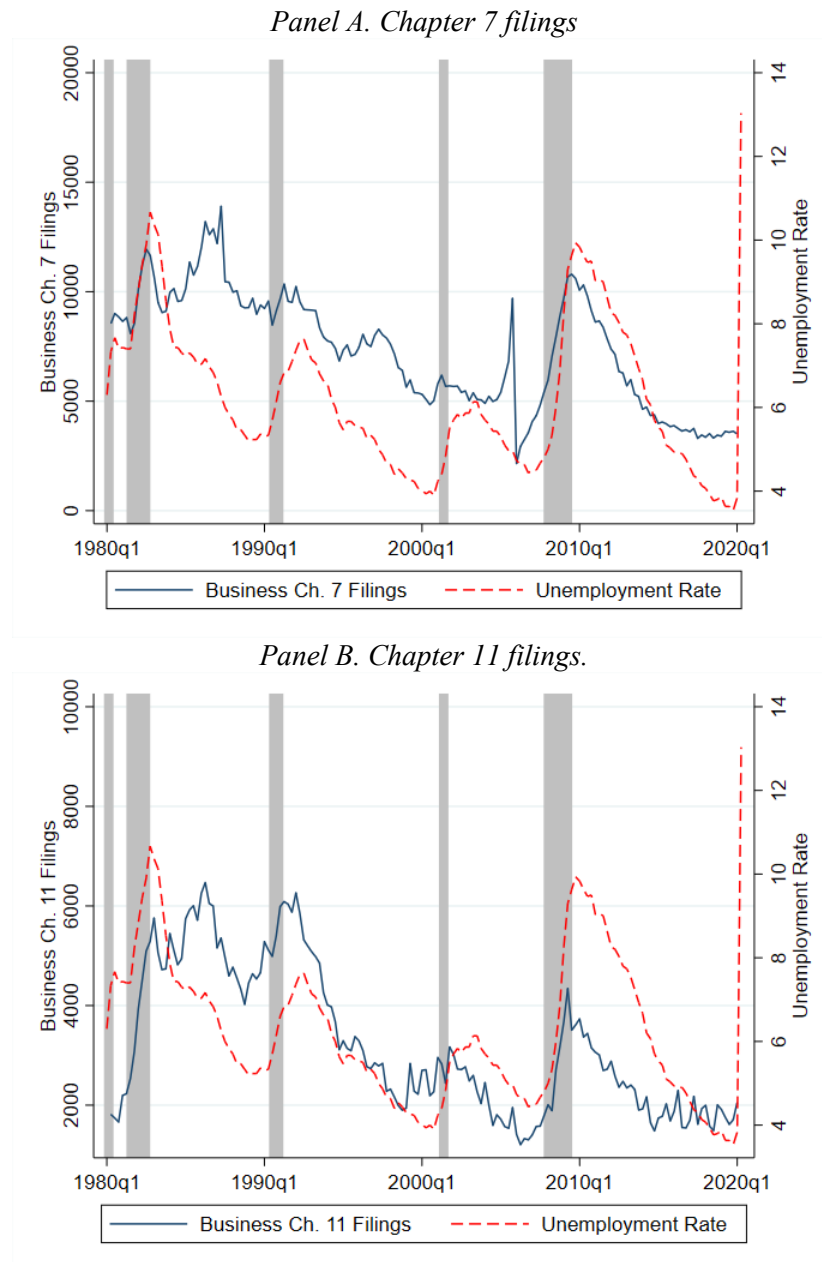 Panel A. Chapter 7 filings
Business Ch. 7 Filings
20000
15000
10000
5000
0
14
12
10
8
6
4
Unemployment Rate
1980q1 1990q1 2000q1 2010q1 2020q1
Business Ch. 7 Filings Unemployment Rate
Panel B. Chapter 11 filings.
Business Ch. 11 Filings
10000
8000
6000
4000
2000
14
12
10
8
6
4
Unemployment Rate
1980q1 1990q1 2000q1 2010q1 2020q1
Business Ch. 11 Filings Unemployment Rate